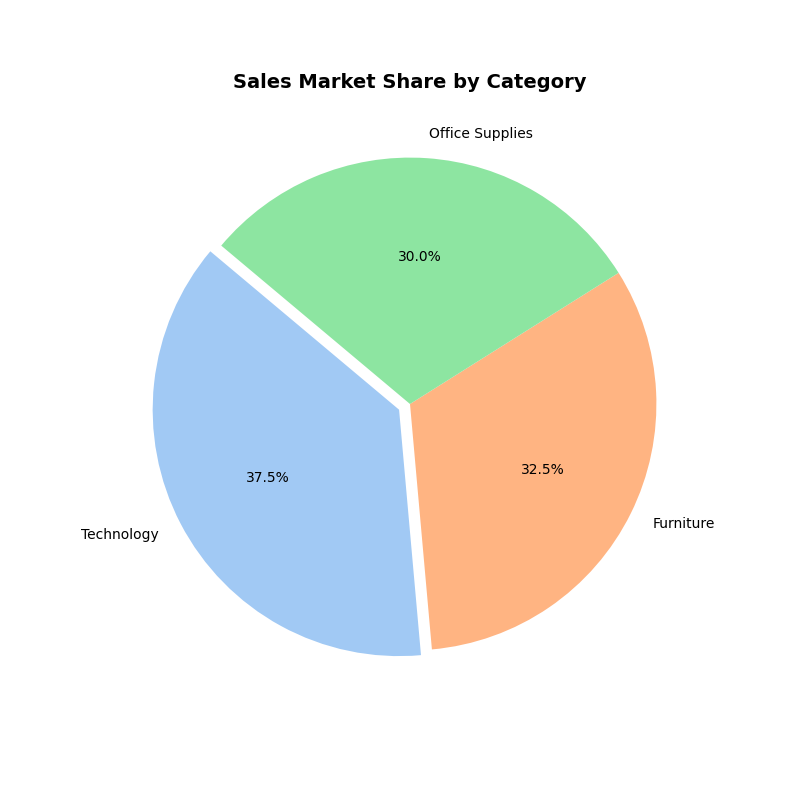 Sales Market Share by Category
Office Supplies
30.0%
37.5%
32.5%
Furniture
Technology